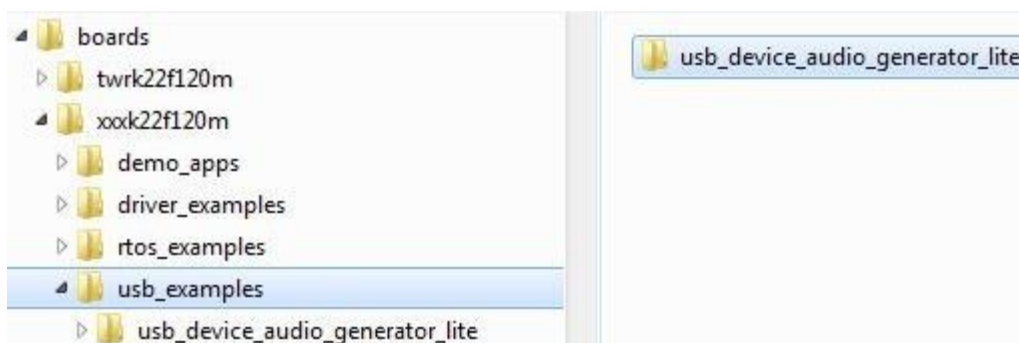 boards
twrk22f120m
xxxk22f120m
demo_apps
driver_examples
rtos_examples
usb_examples
usb_device_audio_generator_lite
usb_device_audio_generator_lite